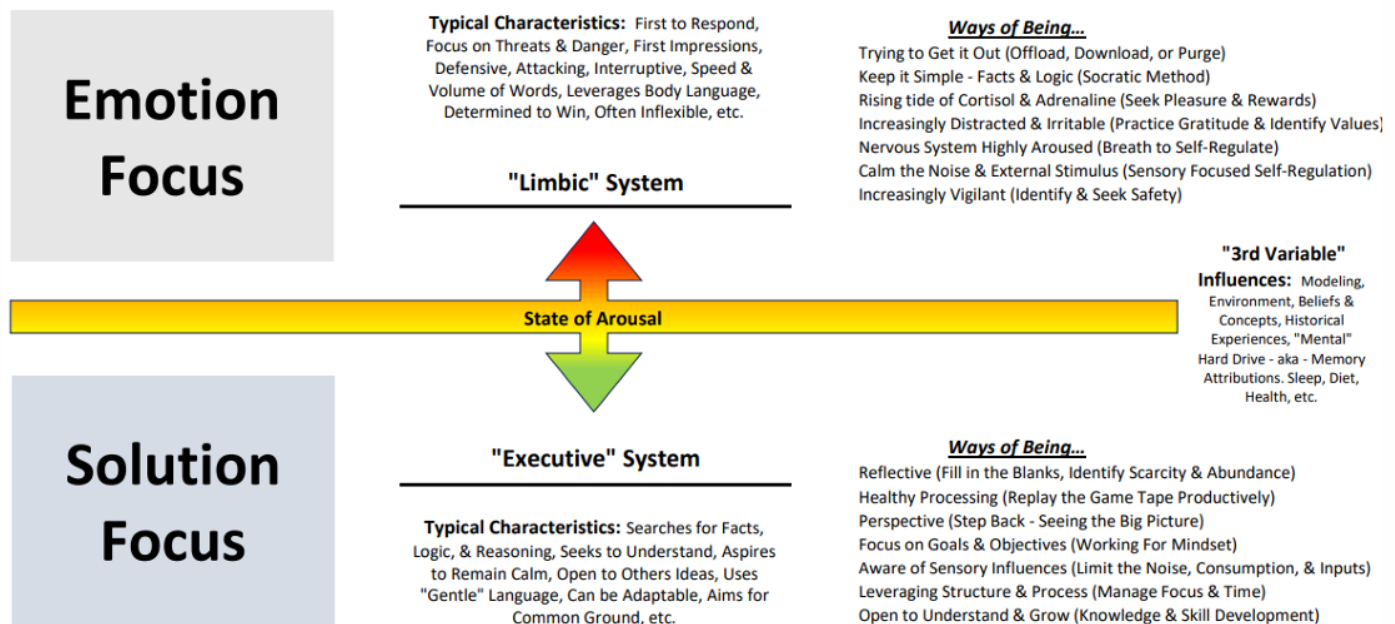 Emotion
Focus
Typical Characteristics: First to Respond,
Focus on Threats & Danger, First Impressions,
Defensive, Attacking, Interruptive, Speed &
Volume of Words, Leverages Body Language,
Determined to Win, Often Inflexible, etc.
"Limbic" System
Ways of Being...
Trying to Get it Out (Offload, Download, or Purge)
Keep it Simple - Facts & Logic (Socratic Method)
Rising tide of Cortisol & Adrenaline (Seek Pleasure & Rewards)
Increasingly Distracted & Irritable (Practice Gratitude & Identify Values)
Nervous System Highly Aroused (Breath to Self-Regulate)
Calm the Noise & External Stimulus (Sensory Focused Self-Regulation)
Increasingly Vigilant (Identify & Seek Safety)
State of Arousal
"3rd Variable"
Influences: Modeling,
Environment, Beliefs &
Concepts, Historical
Experiences, "Mental"
Hard Drive - aka - Memory
Attributions. Sleep, Diet,
Health, etc.
Solution
Focus
"Executive" System
Typical Characteristics: Searches for Facts,
Logic, & Reasoning, Seeks to Understand, Aspires
to Remain Calm, Open to Others Ideas, Uses
"Gentle" Language, Can be Adaptable, Aims for
Common Ground, etc.
Ways of Being...
Reflective (Fill in the Blanks, Identify Scarcity & Abundance)
Healthy Processing (Replay the Game Tape Productively)
Perspective (Step Back - Seeing the Big Picture)
Focus on Goals & Objectives (Working For Mindset)
Aware of Sensory Influences (Limit the Noise, Consumption, & Inputs)
Leveraging Structure & Process (Manage Focus & Time)
Open to Understand & Grow (Knowledge & Skill Development)